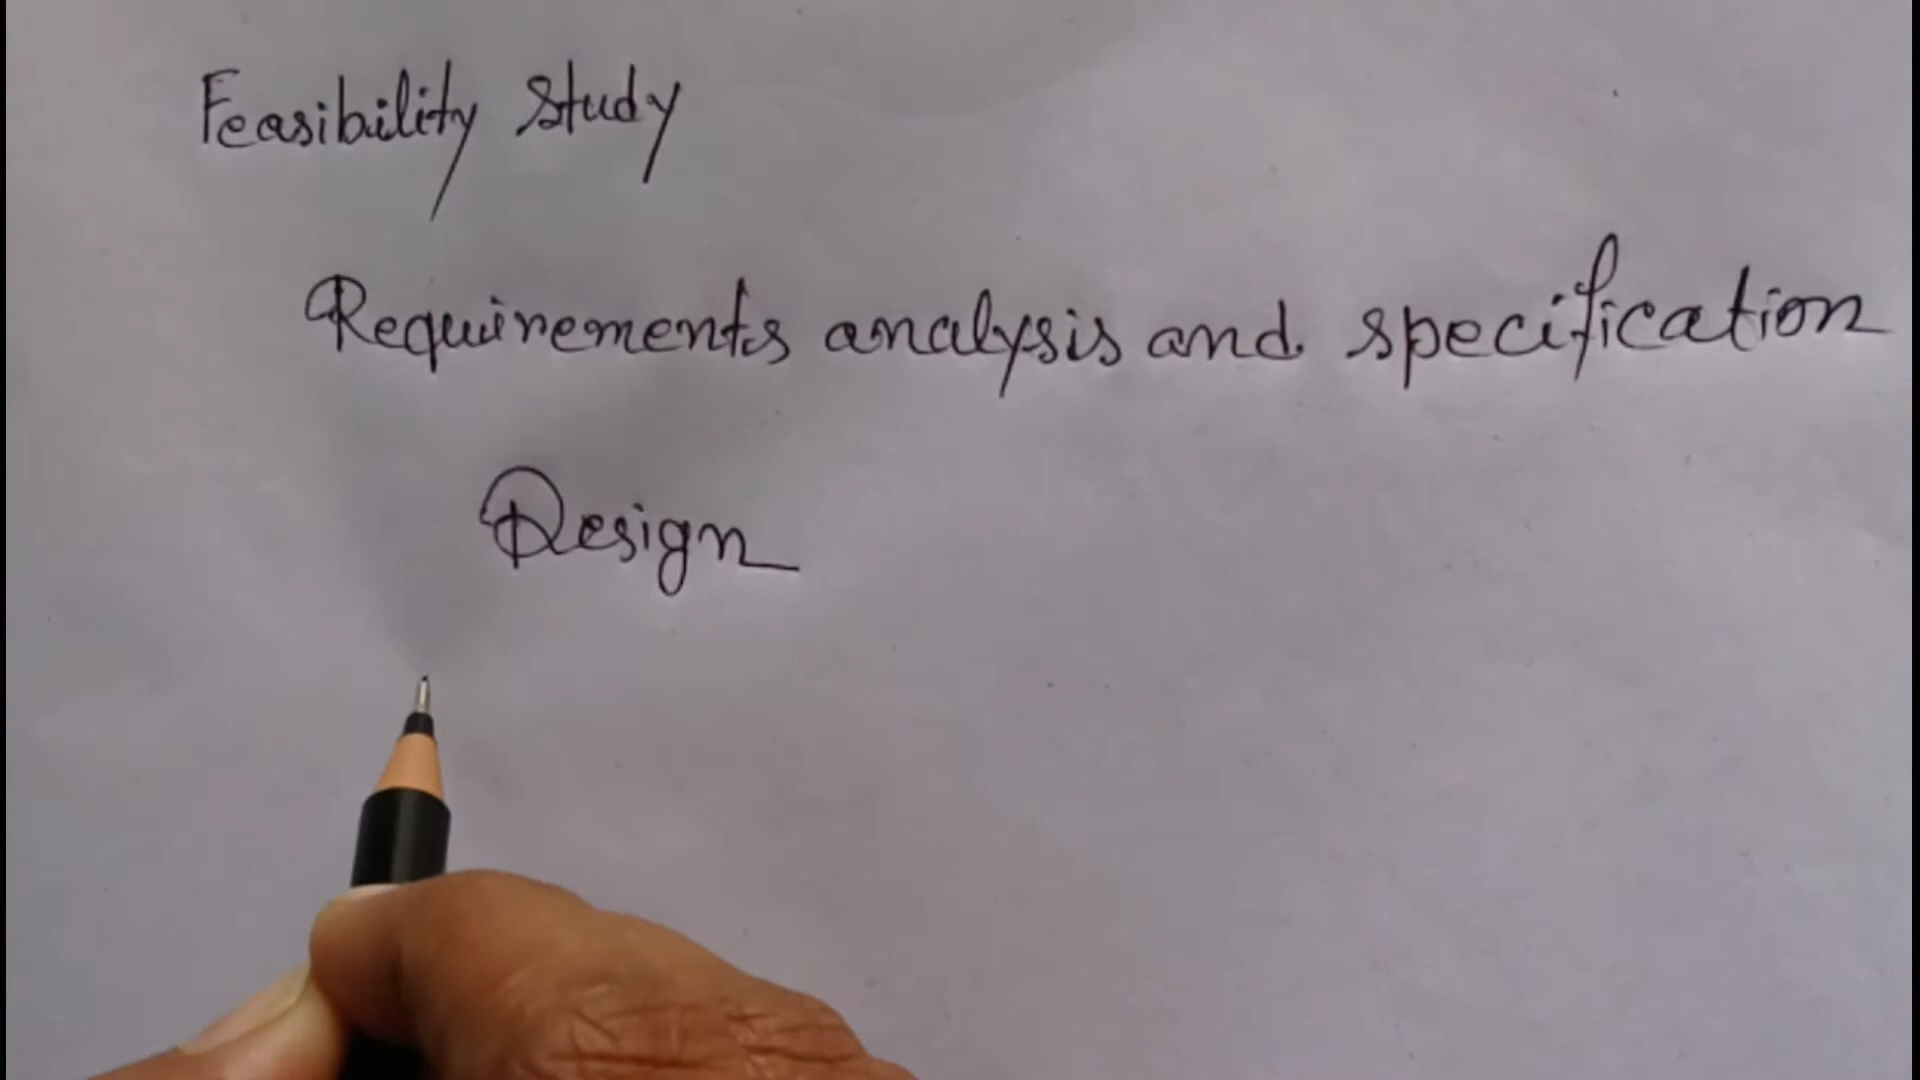 Feasibility study
Requirements analysis and specification
Design